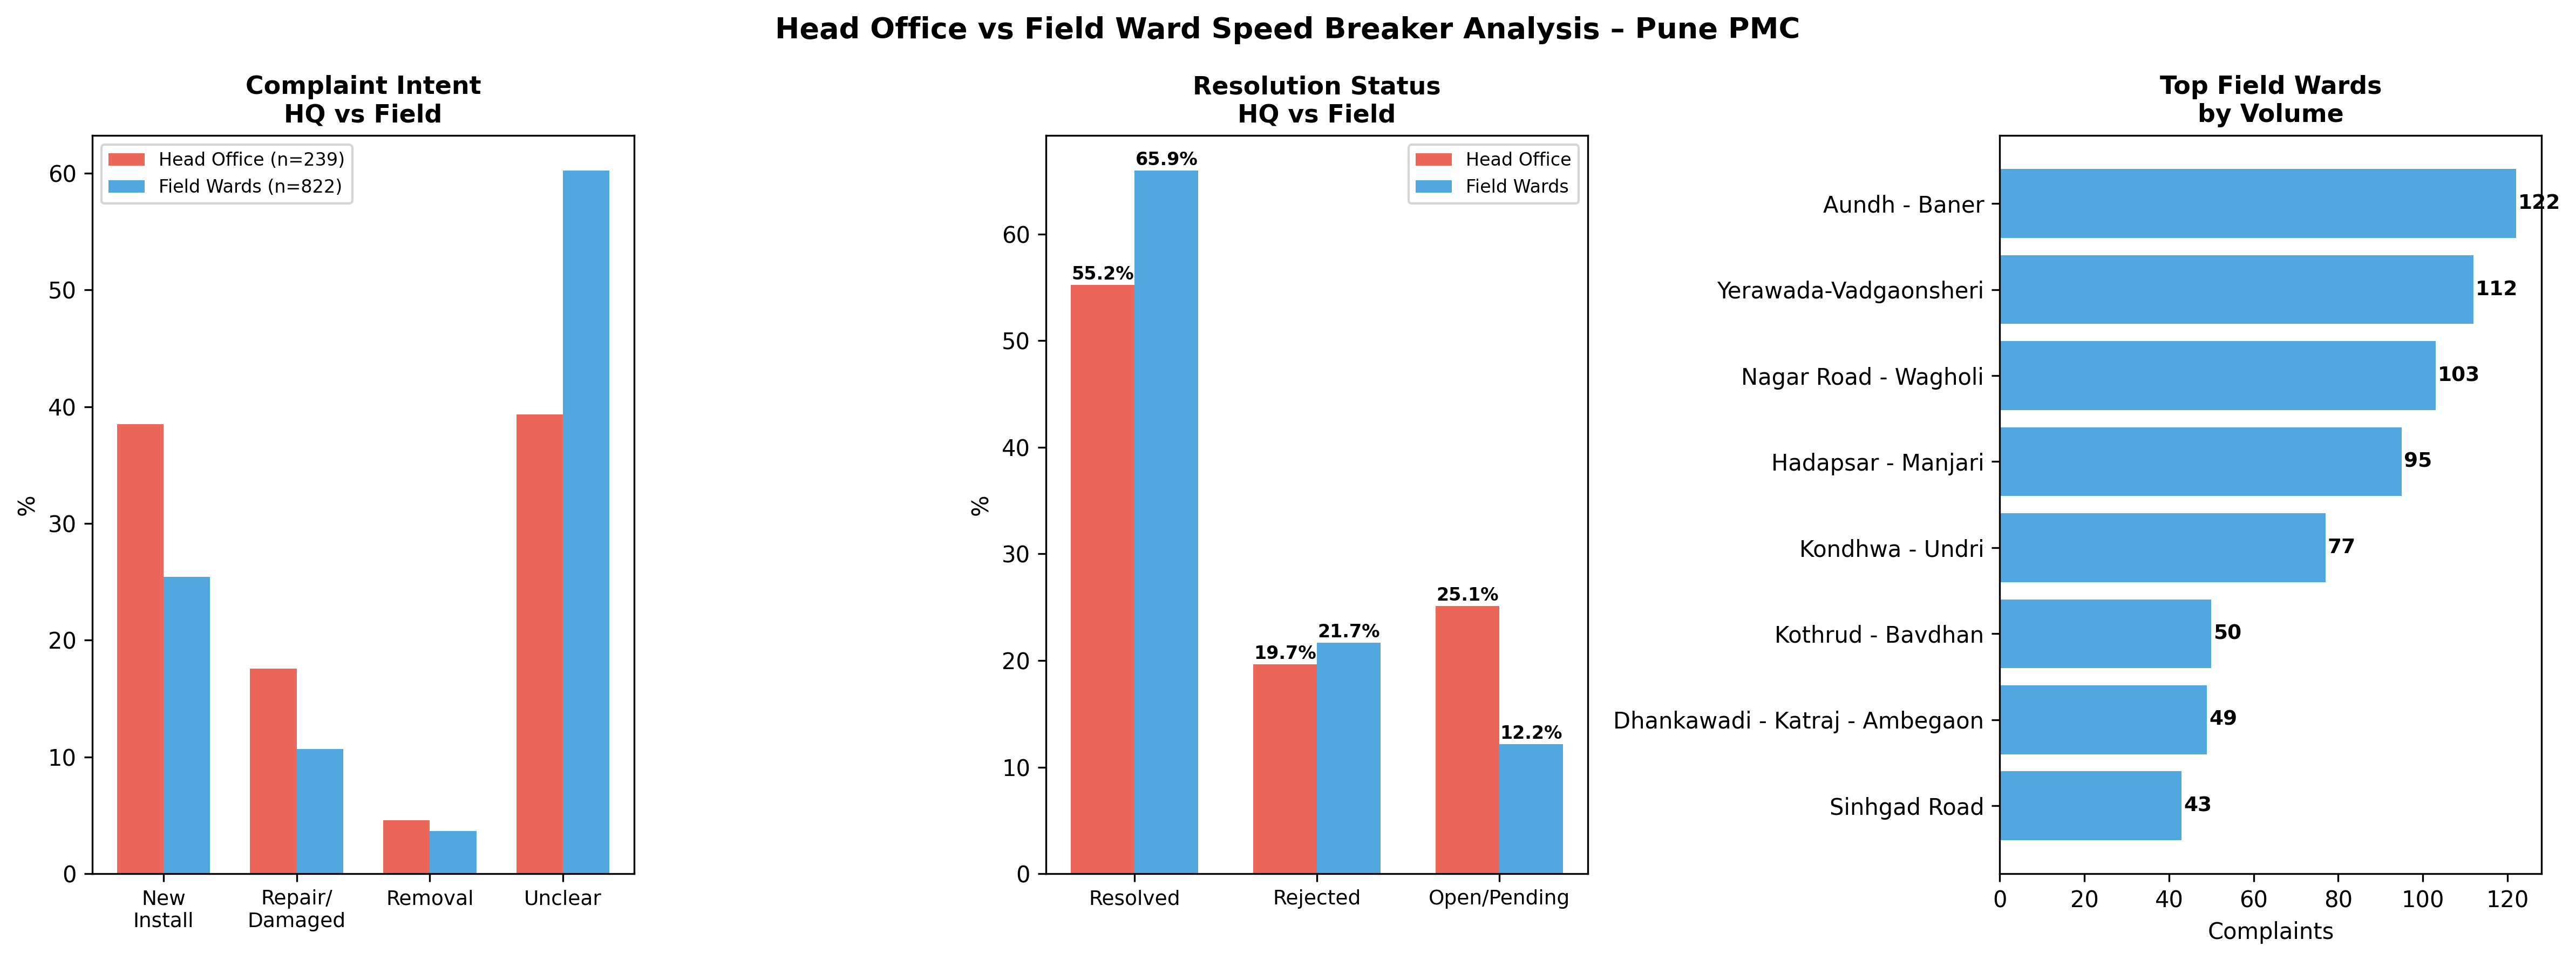 Head Office vs Field Ward Speed Breaker Analysis – Pune PMC
Complaint Intent
HQ vs Field
Head Office (n=239)
Field Wards (n=822)
%
60
50
40
30
20
10
0
New
Install
Repair/
Damaged
Removal
Unclear
Resolution Status
HQ vs Field
Head Office
Field Wards
%
60
50
40
30
20
10
0
55.2%
65.9%
19.7%
21.7%
25.1%
12.2%
Resolved
Rejected
Open/Pending
Top Field Wards
by Volume
Aundh - Baner 122
Yerawada-Vadgaonsheri 112
Nagar Road - Wagholi 103
Hadapsar - Manjari 95
Kondhwa - Undri 77
Kothrud - Bavdhan 50
Dhankawadi - Katraj - Ambegaon 49
Sinhgad Road 43
0 20 40 60 80 100 120
Complaints